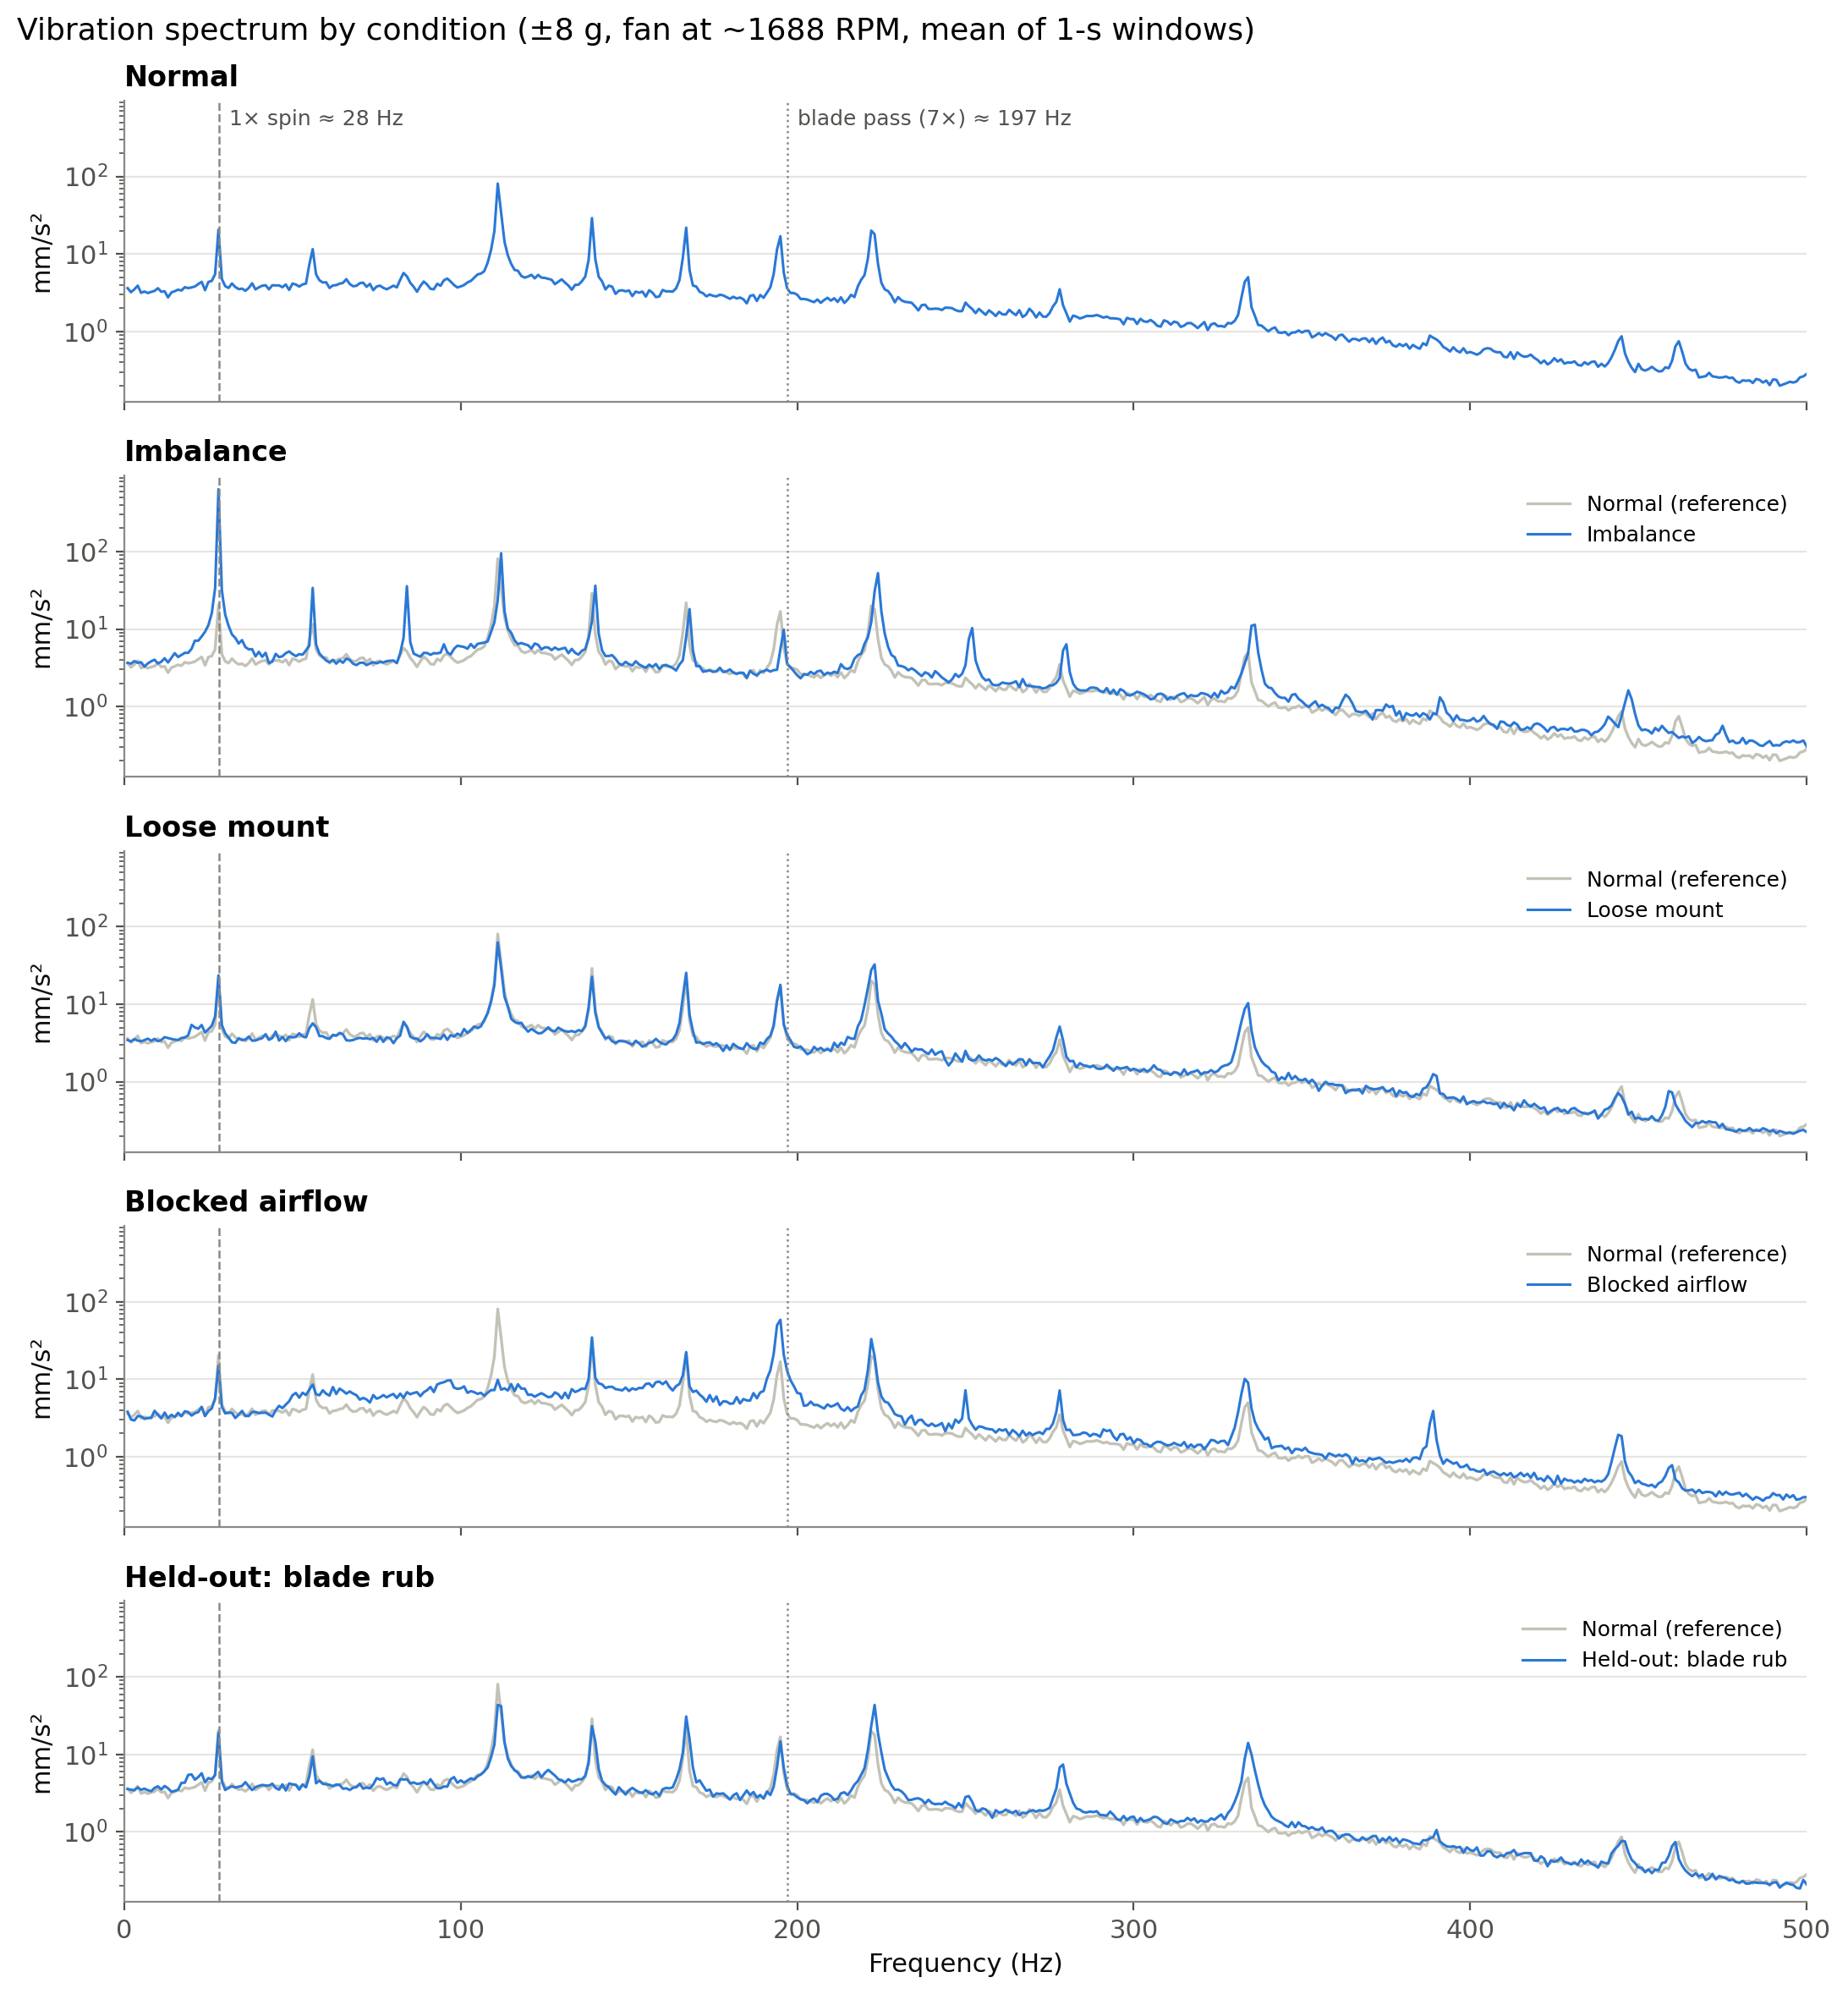 Vibration spectrum by condition (±8 g, fan at ~1688 RPM, mean of 1-s windows)
Normal
1× spin ≈ 28 Hz
blade pass (7×) ≈ 197 Hz
10²
10¹
10⁰
mm/s²
Imbalance
Normal (reference)
Imbalance
10²
10¹
10⁰
mm/s²
Loose mount
Normal (reference)
Loose mount
10²
10¹
10⁰
mm/s²
Blocked airflow
Normal (reference)
Blocked airflow
10²
10¹
10⁰
mm/s²
Held-out: blade rub
Normal (reference)
Held-out: blade rub
10²
10¹
10⁰
mm/s²
0 100 200 300 400 500
Frequency (Hz)